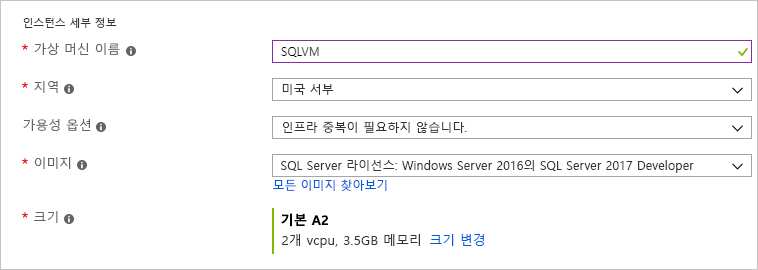 인스턴스 세부 정보
* 가상 머신 이름 SQLVM
* 지역 미국 서부
가용성 옵션 인프라 중복이 필요하지 않습니다.
* 이미지 SQL Server 라이선스: Windows Server 2016의 SQL Server 2017 Developer
모든 이미지 찾아보기
* 크기 기본 A2
2개 vcpu, 3.5GB 메모리 크기 변경